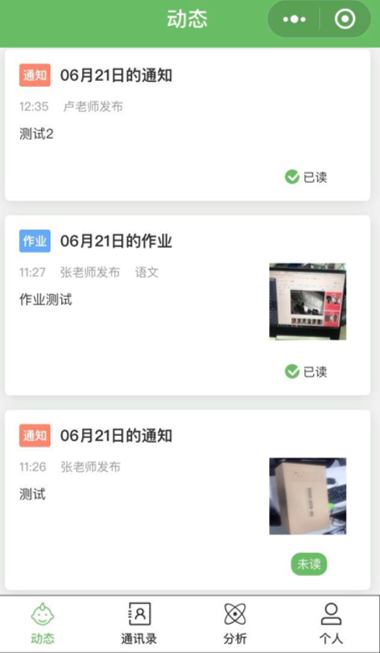 动态
通知 06月21日的通知
12:35 卢老师发布
测试2
已读
作业 06月21日的作业
11:27 张老师发布 语文
作业测试
已读
通知 06月21日的通知
11:26 张老师发布
测试
未读
动态 通讯录 分析 个人